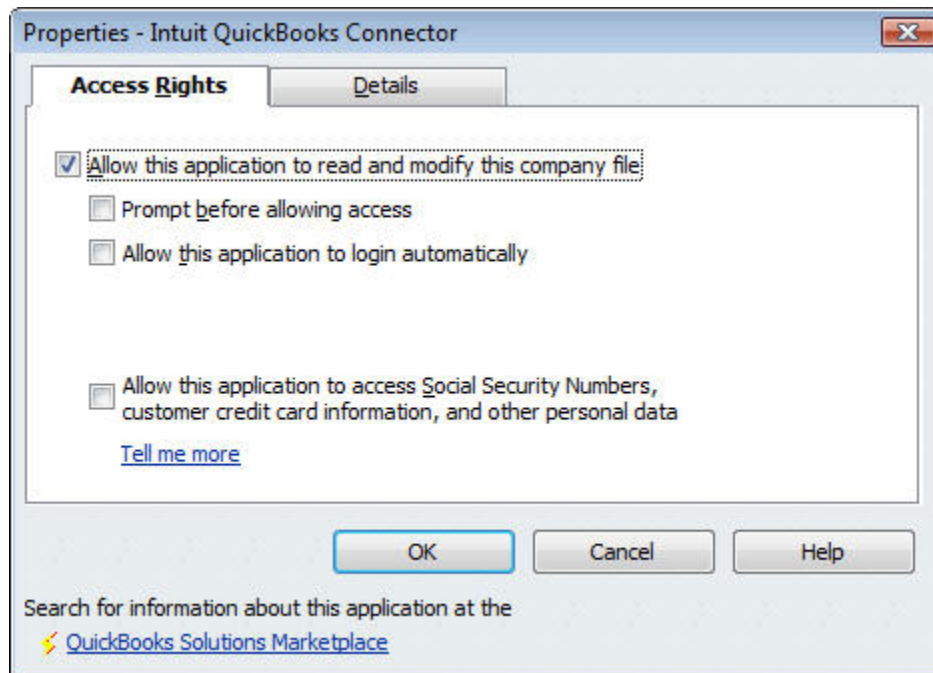 Properties - Intuit QuickBooks Connector
Access Rights
Details
Allow this application to read and modify this company file
Prompt before allowing access
Allow this application to login automatically
Allow this application to access Social Security Numbers,
customer credit card information, and other personal data
Tell me more
OK
Cancel
Help
Search for information about this application at the
QuickBooks Solutions Marketplace